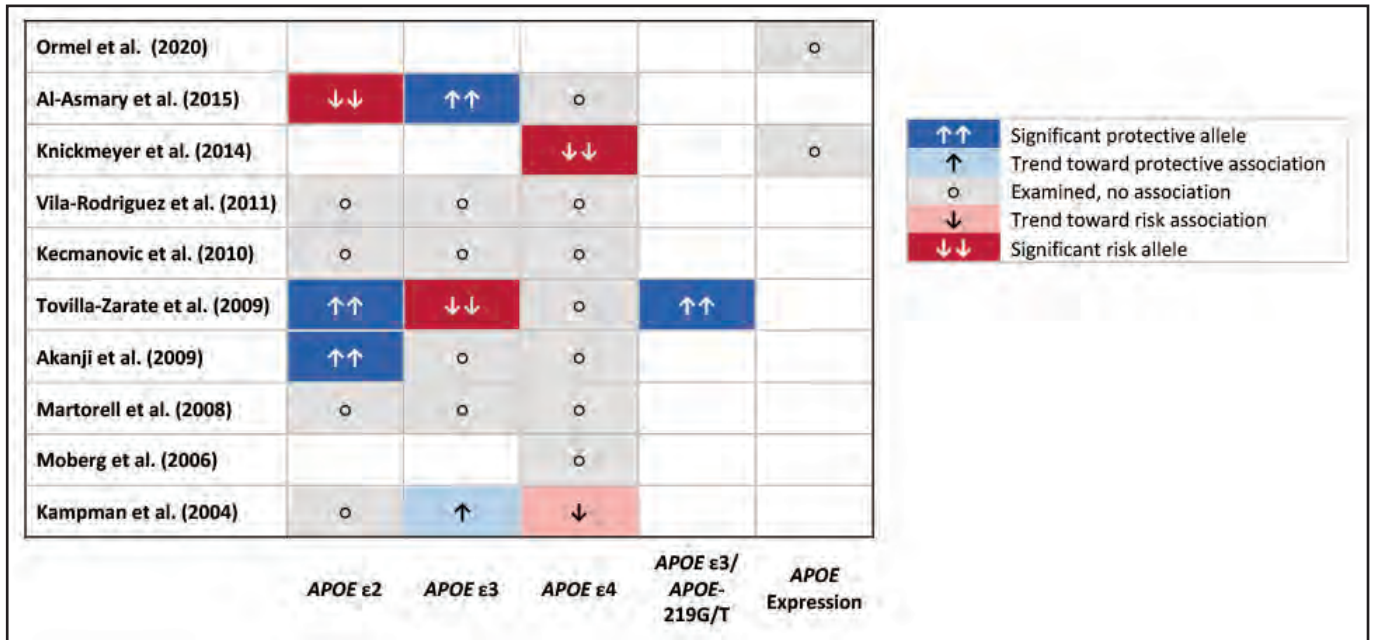 Ormel et al. (2020) o
Al-Asmary et al. (2015) ↓↓ ↑↑ o
Knickmeyer et al. (2014) ↓↓ o
Vila-Rodriguez et al. (2011) o o o
Kecmanovic et al. (2010) o o o
Tovilla-Zarate et al. (2009) ↑↑ ↓↓ o ↑↑
Akanji et al. (2009) ↑↑ o o
Martorell et al. (2008) o o o
Moberg et al. (2006) o
Kampman et al. (2004) o ↑ ↓
APOE ε2
APOE ε3
APOE ε4
APOE ε3/
APOE-
219G/T
APOE
Expression
↑↑ Significant protective allele
↑ Trend toward protective association
o Examined, no association
↓ Trend toward risk association
↓↓ Significant risk allele